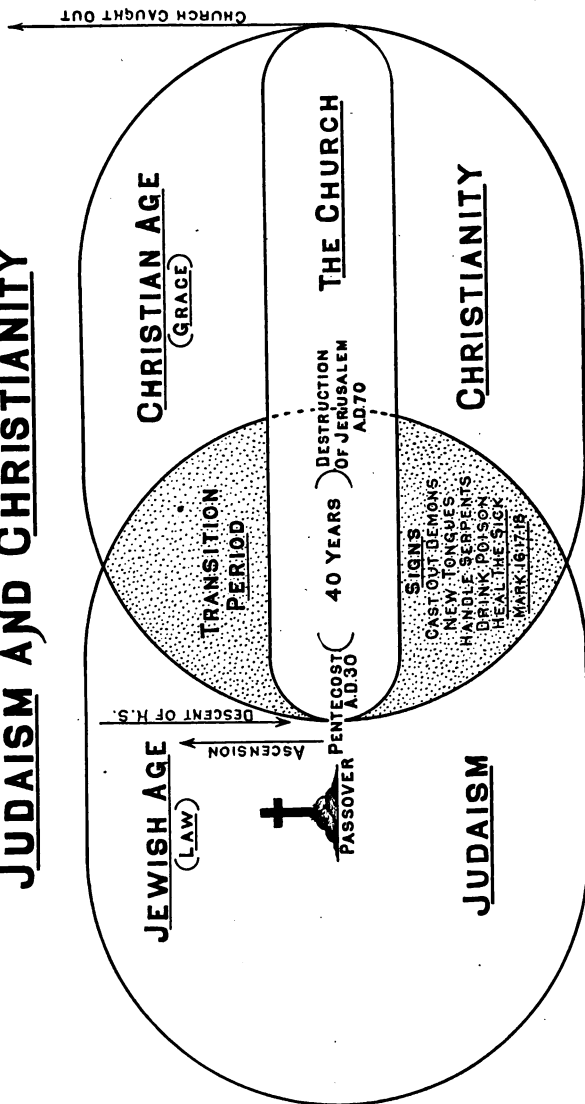 JUDAISM AND CHRISTIANITY
CHURCH CAUGHT OUT
JEWISH AGE
(LAW)
CHRISTIAN AGE
(GRACE)
TRANSITION
PERIOD
DESCENT OF H.S.
ASCENSION
PASSOVER
PENTECOST
A.D.30
(40 YEARS)
DESTRUCTION
OF JERUSALEM
A.D.70
THE CHURCH
SIGNS
CAST OUT DEMONS
NEW TONGUES
HANDLE SERPENTS
DRINK POISON
HEAL THE SICK
MARK 16:17,18
JUDAISM
CHRISTIANITY